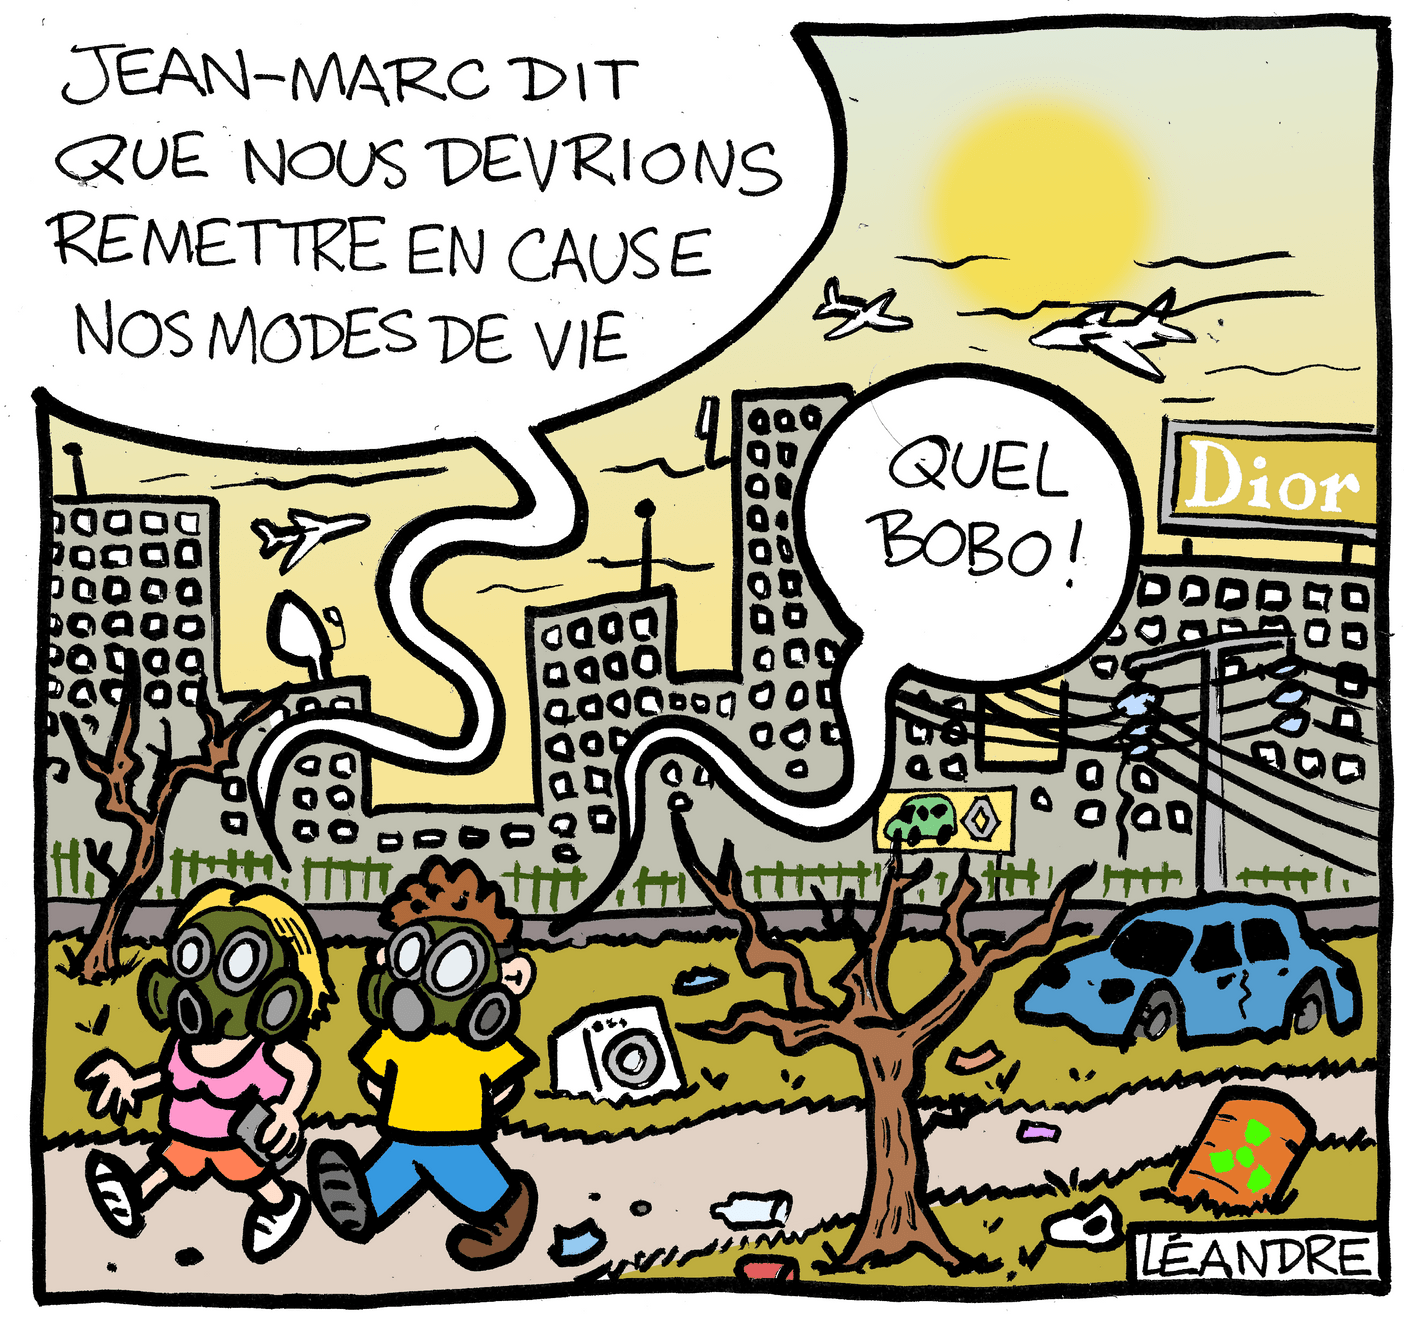 JEAN-MARC DIT
QUE NOUS DEVRIONS
REMETTRE EN CAUSE
NOS MODES DE VIE
QUEL
BOBO!
Dior
LÉANDRE